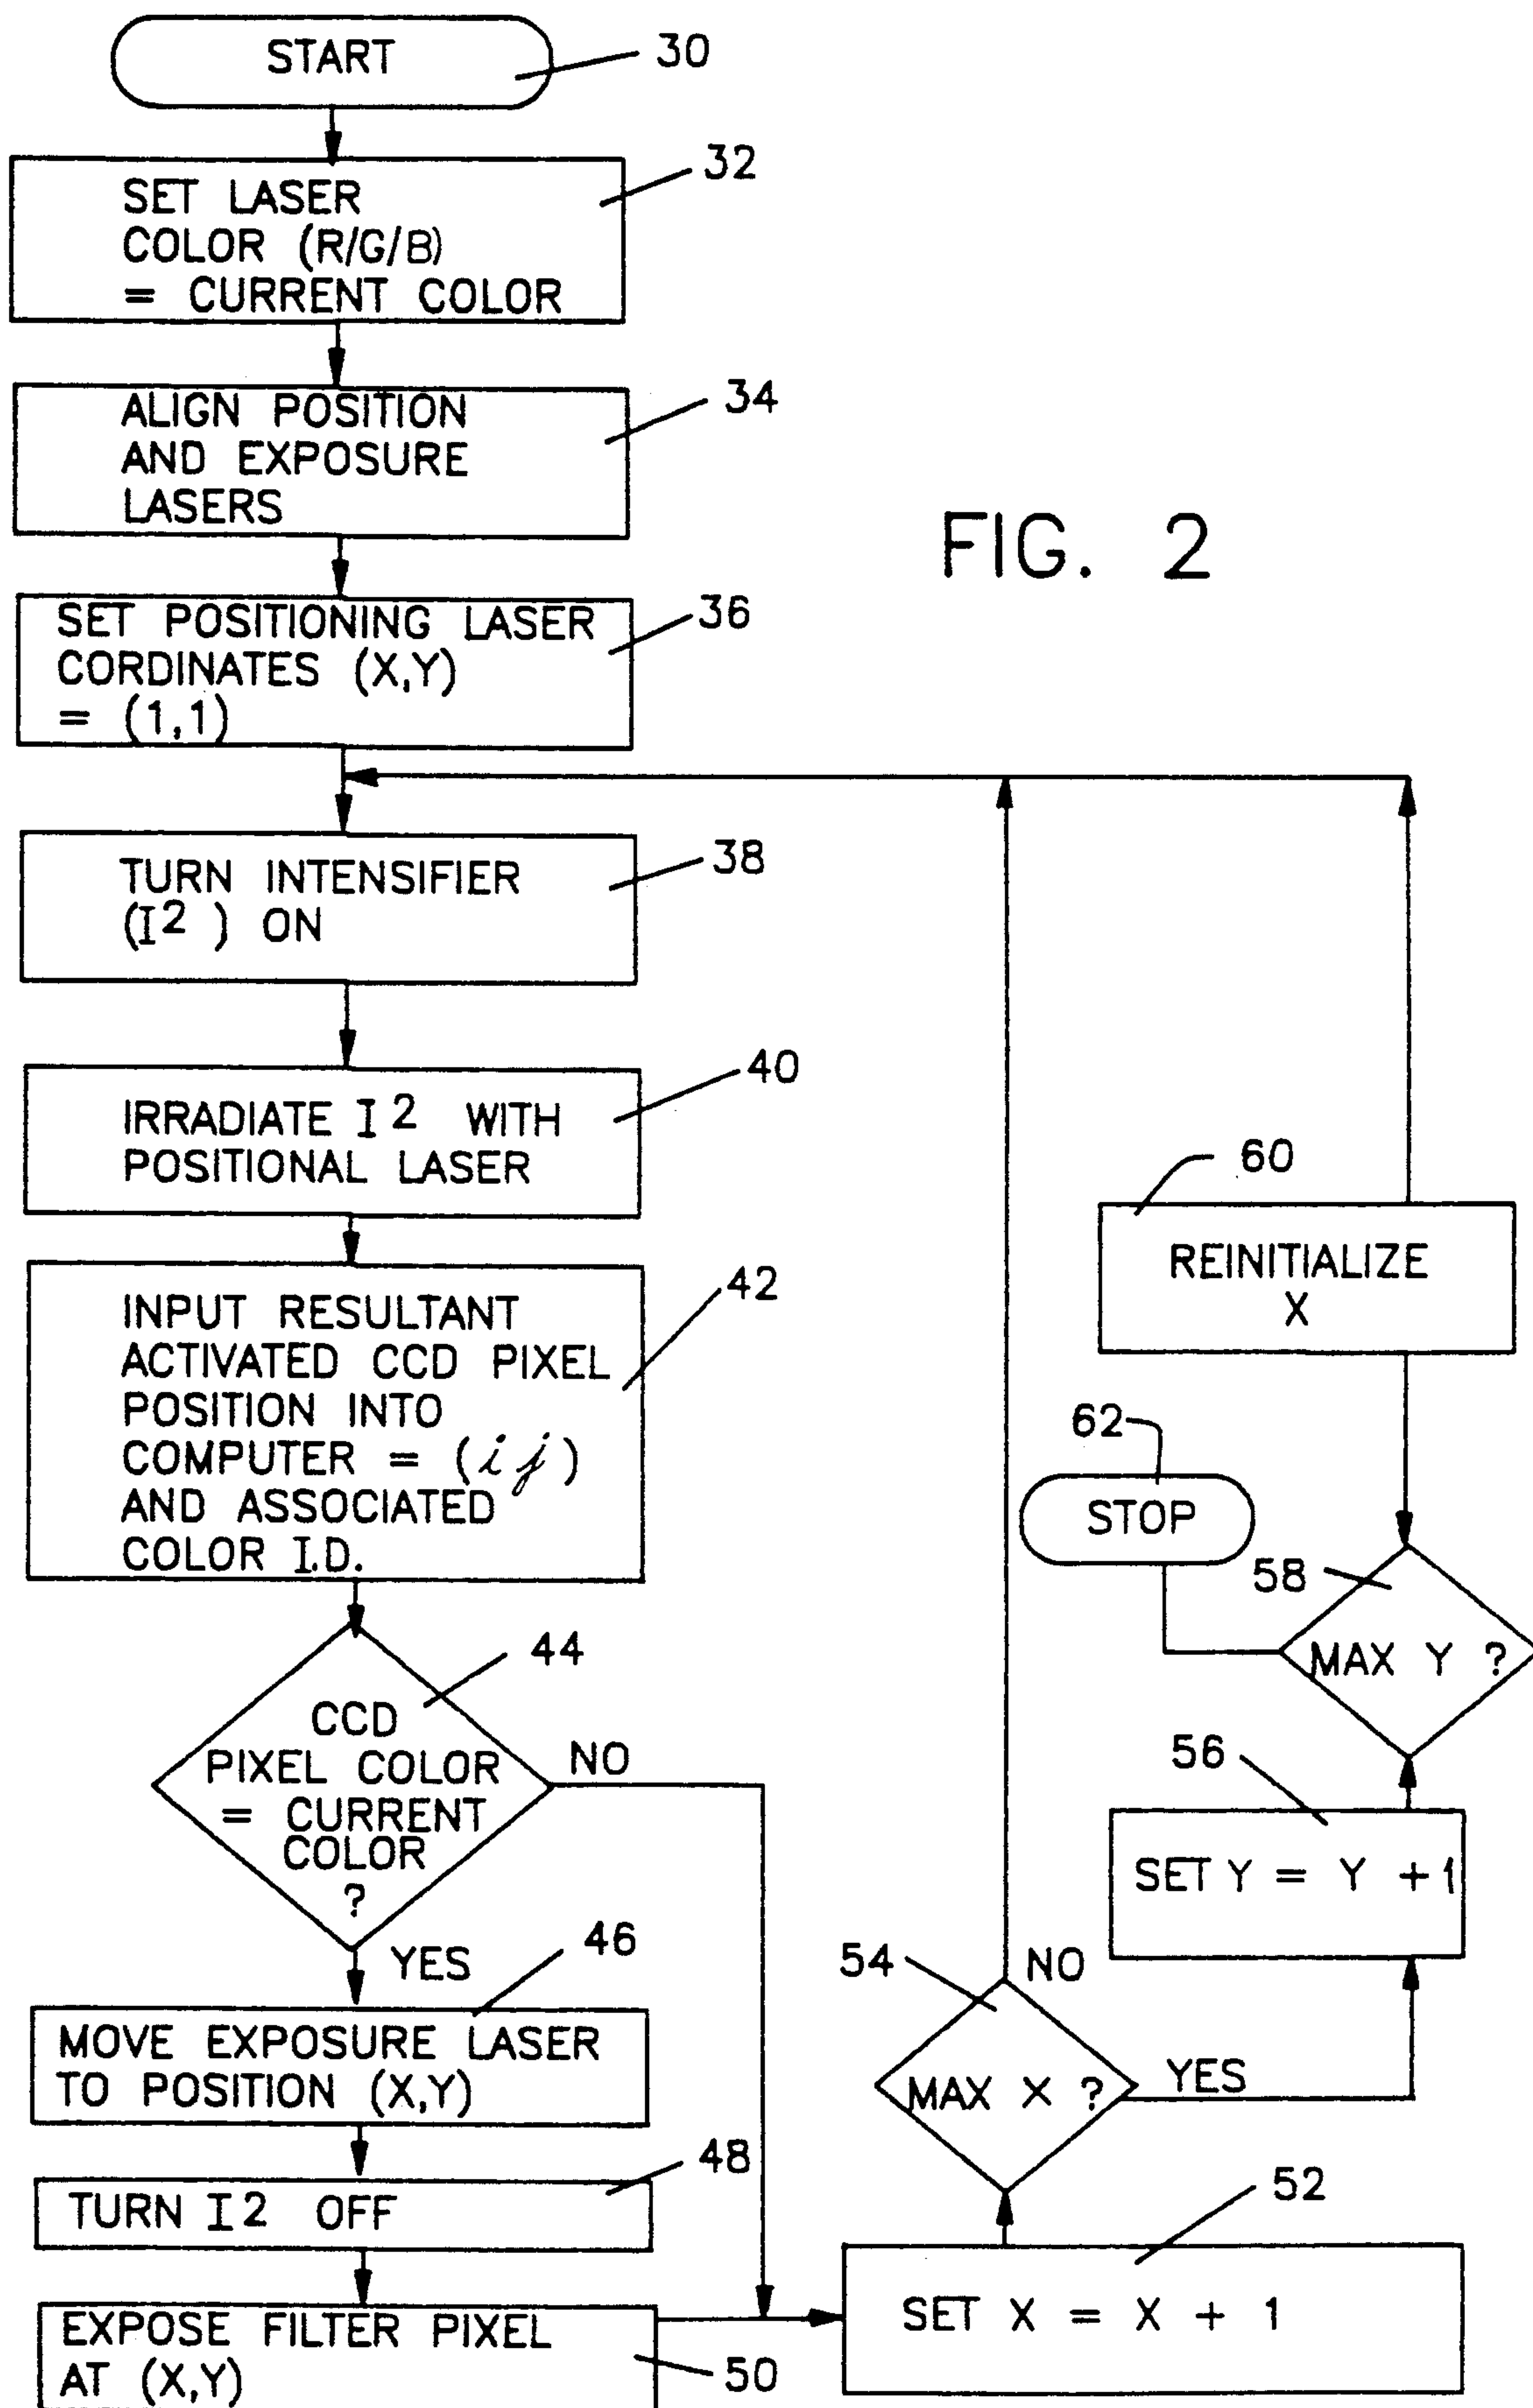 START
30
SET LASER
COLOR (R/G/B)
= CURRENT COLOR
32
ALIGN POSITION
AND EXPOSURE
LASERS
34
FIG. 2
SET POSITIONING LASER
CORDINATES (X,Y)
= (1,1)
36
TURN INTENSIFIER
(I2 ) ON
38
IRRADIATE I2 WITH
POSITIONAL LASER
40
INPUT RESULTANT
ACTIVATED CCD PIXEL
POSITION INTO
COMPUTER = (i j)
AND ASSOCIATED
COLOR I.D.
42
CCD
PIXEL COLOR
= CURRENT
COLOR
?
44
NO
YES
MOVE EXPOSURE LASER
TO POSITION (X,Y)
46
TURN I2 OFF
48
EXPOSE FILTER PIXEL
AT (X,Y)
50
SET X = X + 1
52
MAX X ?
54
NO
YES
SET Y = Y + 1
56
MAX Y ?
58
STOP
62
REINITIALIZE
X
60